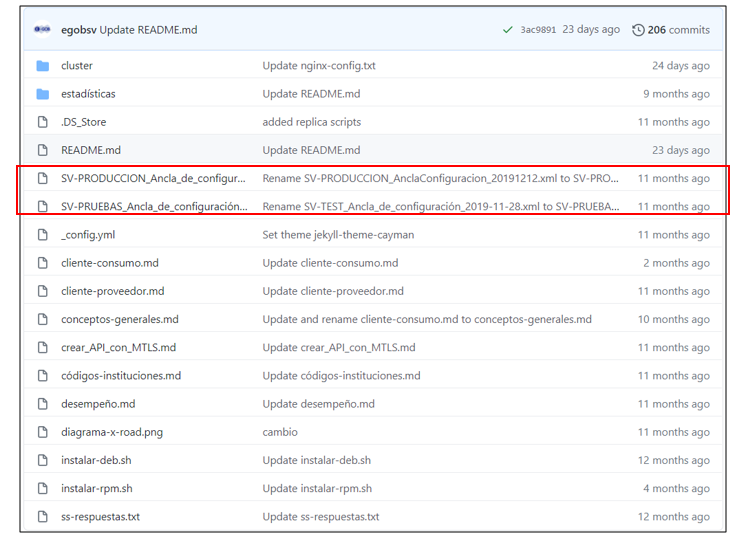 egobsv Update README.md 3ac9891 23 days ago 206 commits
cluster Update nginx-config.txt 24 days ago
estadísticas Update README.md 9 months ago
.DS_Store added replica scripts 11 months ago
README.md Update README.md 23 days ago
SV-PRODUCCION_Ancla_de_configur... Rename SV-PRODUCCION_AnclaConfiguracion_20191212.xml to SV-PRO... 11 months ago
SV-PRUEBAS_Ancla_de_configuración... Rename SV-TEST_Ancla_de_configuración_2019-11-28.xml to SV-PRUEBA... 11 months ago
_config.yml Set theme jekyll-theme-cayman 11 months ago
cliente-consumo.md Update cliente-consumo.md 2 months ago
cliente-proveedor.md Update cliente-proveedor.md 11 months ago
conceptos-generales.md Update and rename cliente-consumo.md to conceptos-generales.md 10 months ago
crear_API_con_MTLS.md Update crear_API_con_MTLS.md 11 months ago
códigos-instituciones.md Update códigos-instituciones.md 11 months ago
desempeño.md Update desempeño.md 11 months ago
diagrama-x-road.png cambio 11 months ago
instalar-deb.sh Update instalar-deb.sh 12 months ago
instalar-rpm.sh Update instalar-rpm.sh 4 months ago
ss-respuestas.txt Update ss-respuestas.txt 12 months ago